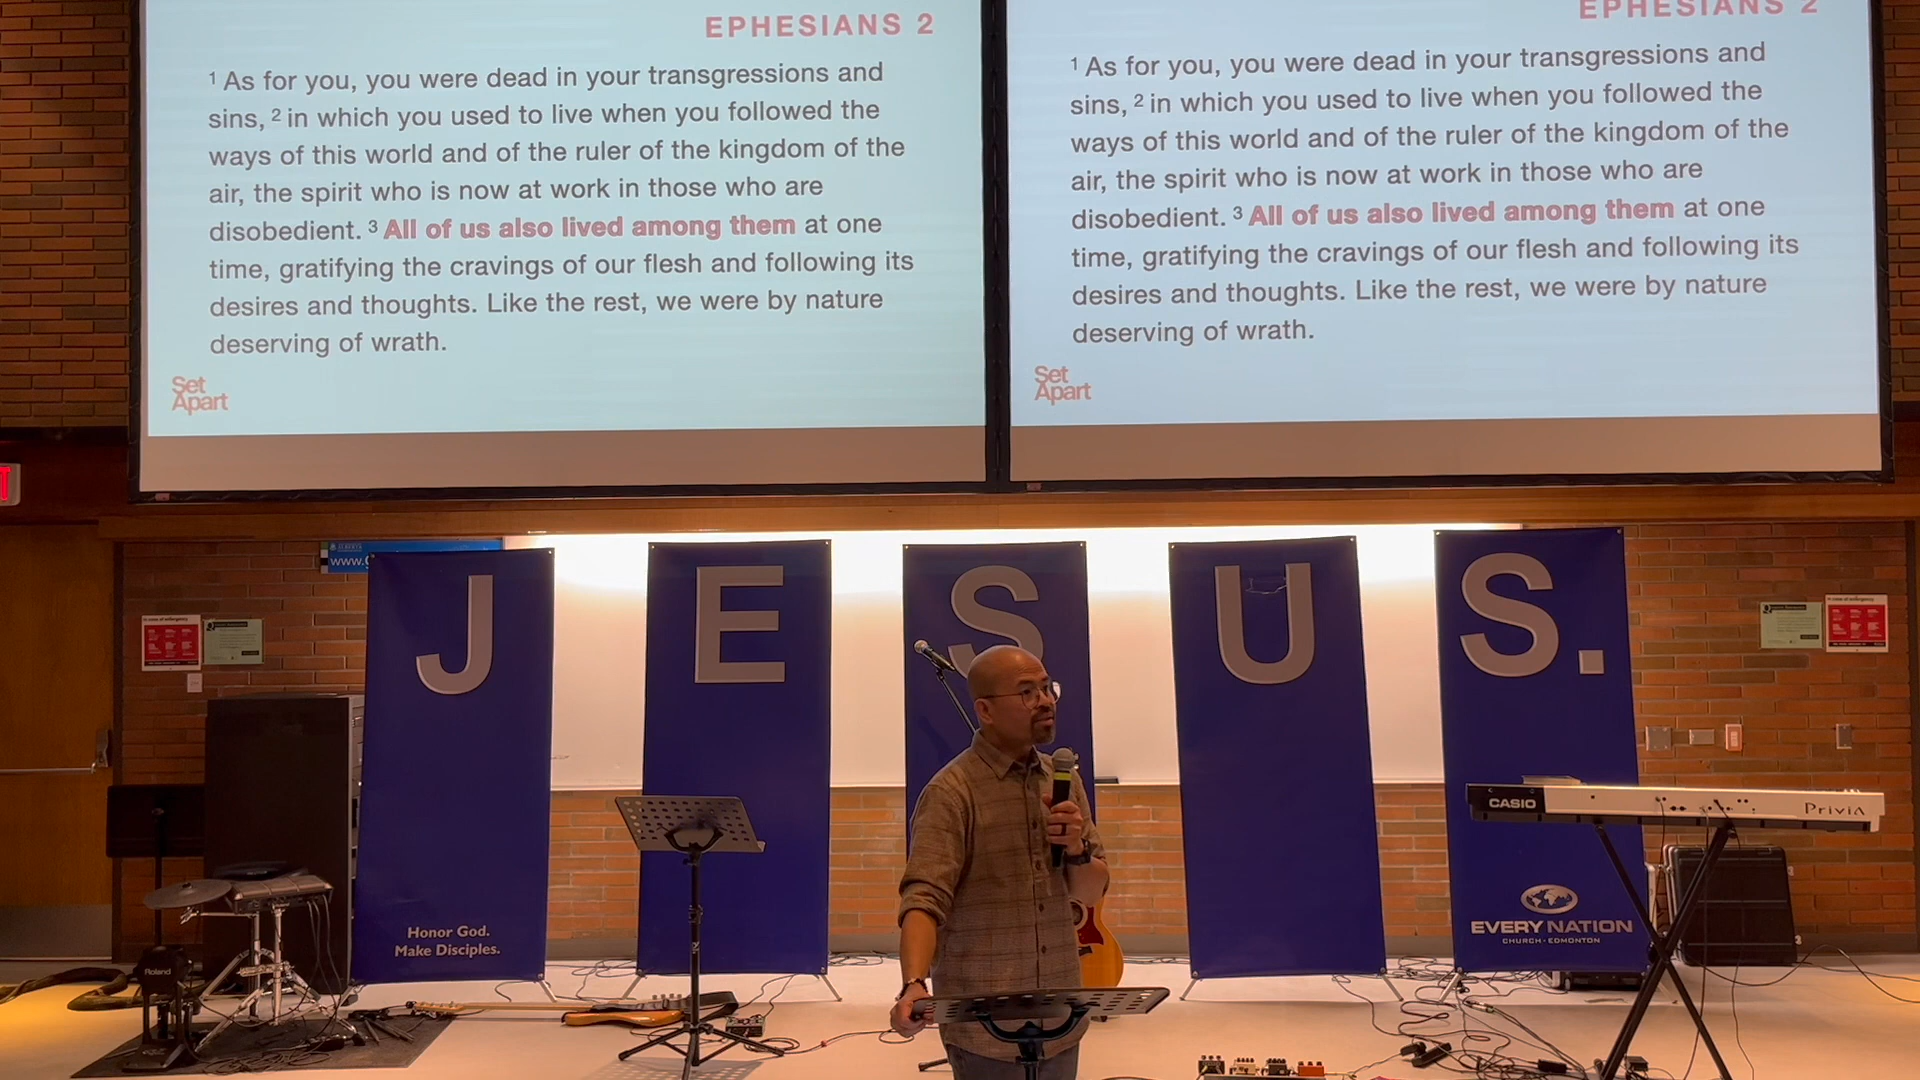 EPHESIANS 2
1 As for you, you were dead in your transgressions and
sins, 2 in which you used to live when you followed the
ways of this world and of the ruler of the kingdom of the
air, the spirit who is now at work in those who are
disobedient. 3 All of us also lived among them at one
time, gratifying the cravings of our flesh and following its
desires and thoughts. Like the rest, we were by nature
deserving of wrath.
Set
Apart
EPHESIANS 2
1 As for you, you were dead in your transgressions and
sins, 2 in which you used to live when you followed the
ways of this world and of the ruler of the kingdom of the
air, the spirit who is now at work in those who are
disobedient. 3 All of us also lived among them at one
time, gratifying the cravings of our flesh and following its
desires and thoughts. Like the rest, we were by nature
deserving of wrath.
Set
Apart
www.
J E S U S.
Honor God.
Make Disciples.
EVERY NATION
CHURCH · EDMONTON
CASIO
Privia
Roland